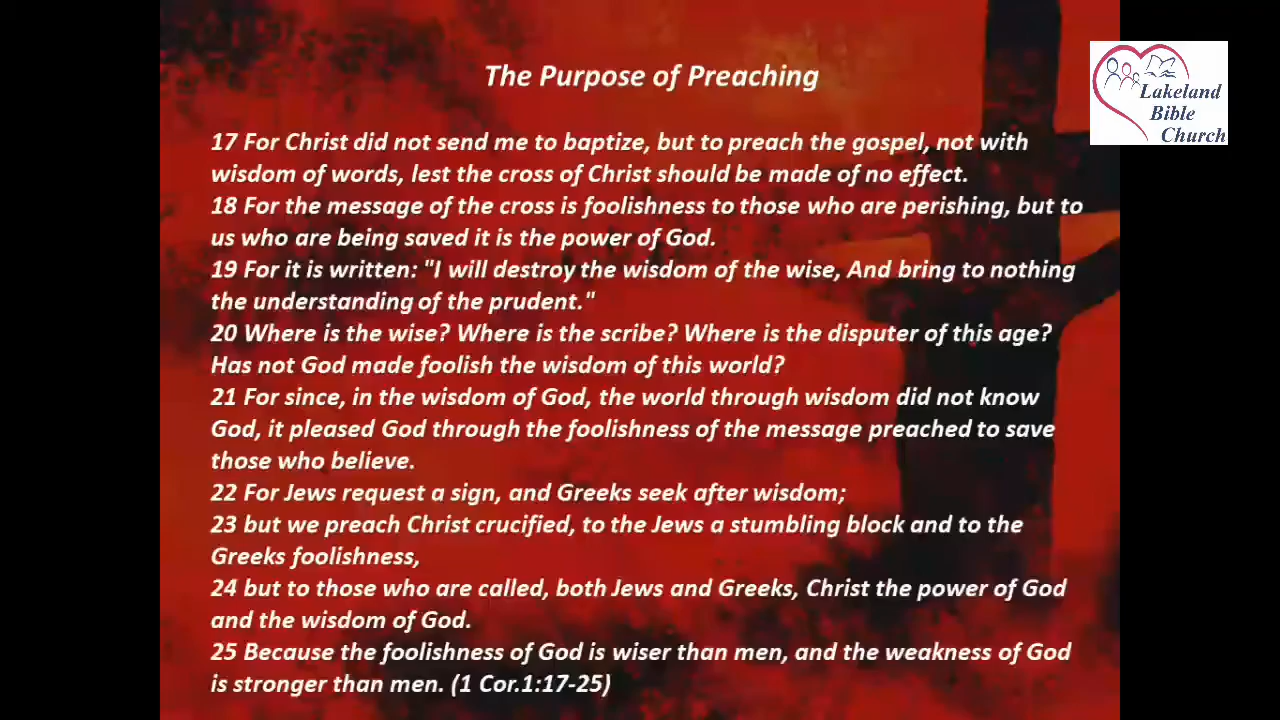 The Purpose of Preaching
Lakeland
Bible
Church
17 For Christ did not send me to baptize, but to preach the gospel, not with
wisdom of words, lest the cross of Christ should be made of no effect.
18 For the message of the cross is foolishness to those who are perishing, but to
us who are being saved it is the power of God.
19 For it is written: "I will destroy the wisdom of the wise, And bring to nothing
the understanding of the prudent."
20 Where is the wise? Where is the scribe? Where is the disputer of this age?
Has not God made foolish the wisdom of this world?
21 For since, in the wisdom of God, the world through wisdom did not know
God, it pleased God through the foolishness of the message preached to save
those who believe.
22 For Jews request a sign, and Greeks seek after wisdom;
23 but we preach Christ crucified, to the Jews a stumbling block and to the
Greeks foolishness,
24 but to those who are called, both Jews and Greeks, Christ the power of God
and the wisdom of God.
25 Because the foolishness of God is wiser than men, and the weakness of God
is stronger than men. (1 Cor.1:17-25)